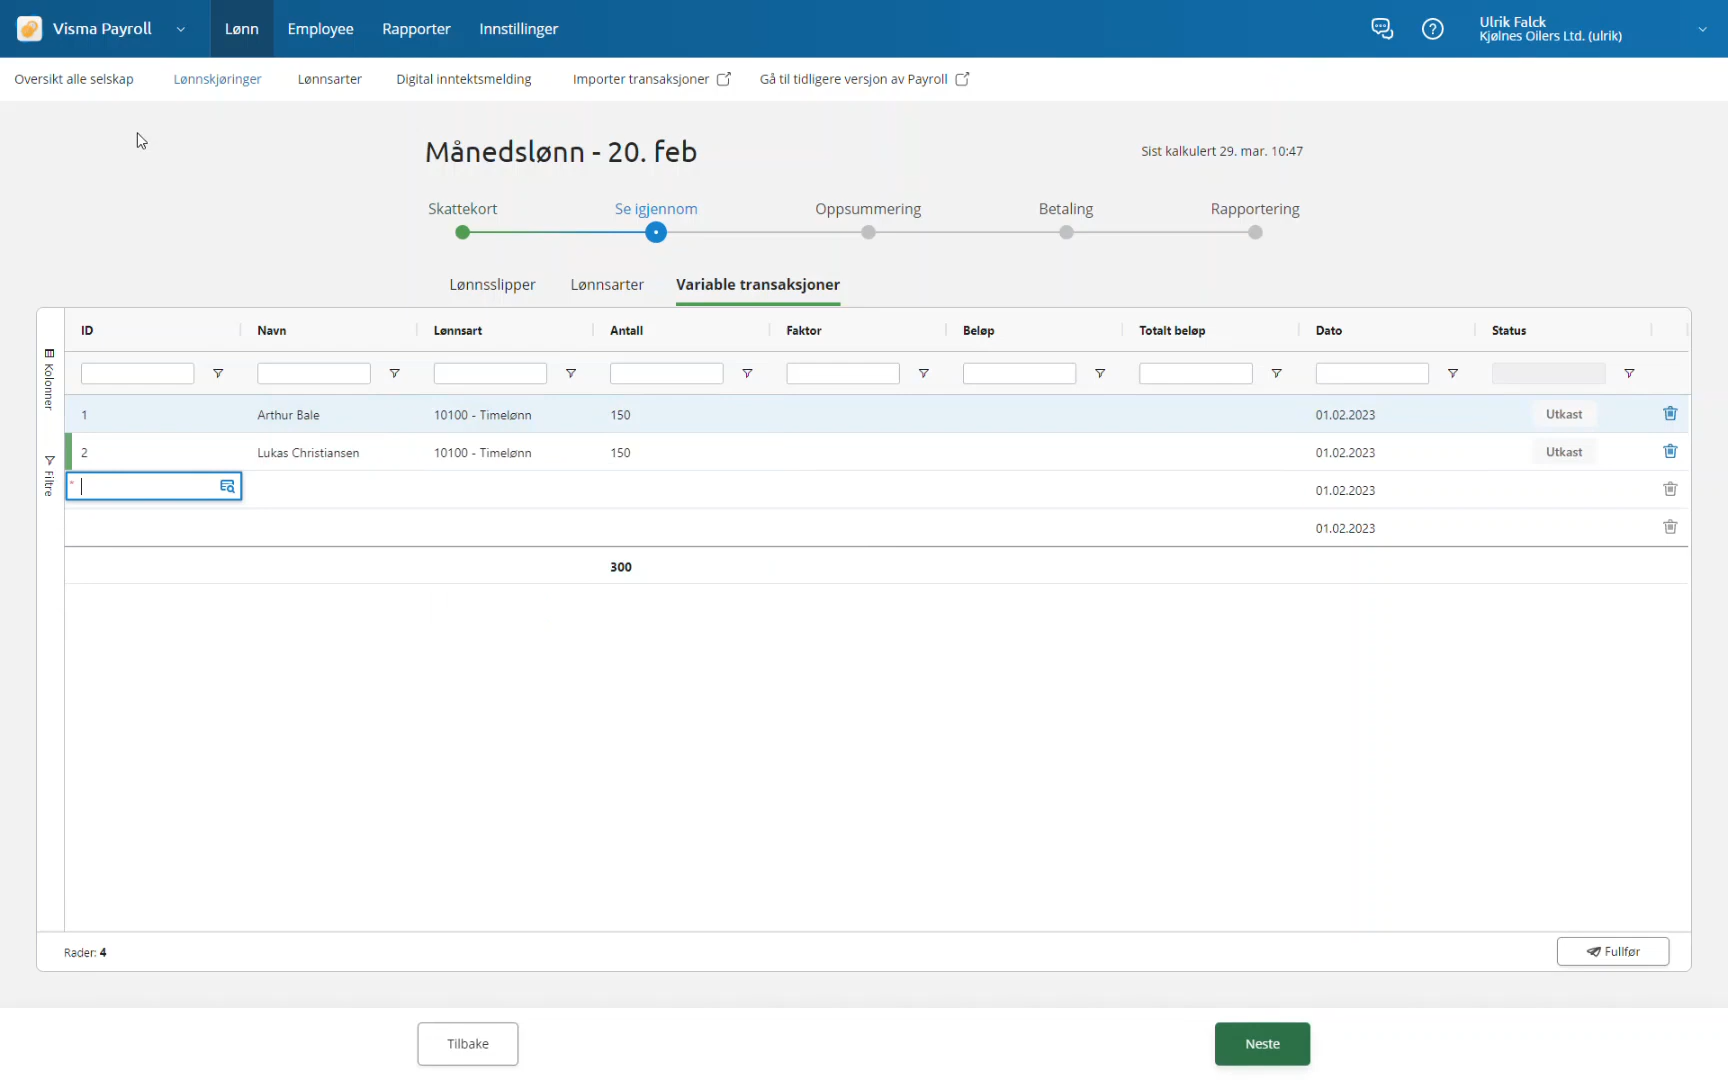 Visma Payroll
Lønn
Employee
Rapporter
Innstillinger
Ulrik Falck
Kjølnes Oilers Ltd. (ulrik)
Oversikt alle selskap
Lønnskjøringer
Lønnsarter
Digital inntektsmelding
Importer transaksjoner
Gå til tidligere versjon av Payroll
Månedslønn - 20. feb
Sist kalkulert 29. mar. 10:47
Skattekort
Se igjennom
Oppsummering
Betaling
Rapportering
Lønnsslipper
Lønnsarter
Variable transaksjoner
Kolonner
Filtre
ID Navn Lønnsart Antall Faktor Beløp Totalt beløp Dato Status
1 Arthur Bale 10100 - Timelønn 150 01.02.2023 Utkast
2 Lukas Christiansen 10100 - Timelønn 150 01.02.2023 Utkast
* 01.02.2023
01.02.2023
300
Rader: 4
Fullfør
Tilbake
Neste